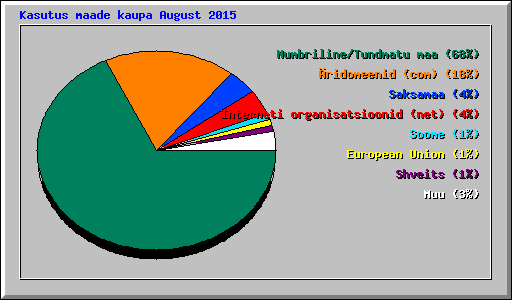 Kasutus maade kaupa August 2015
Numbriline/Tundmatu maa (68%)
Äridomeenid (com) (18%)
Saksamaa (4%)
Interneti organisatsioonid (net) (4%)
Soome (1%)
European Union (1%)
Shveits (1%)
Muu (3%)